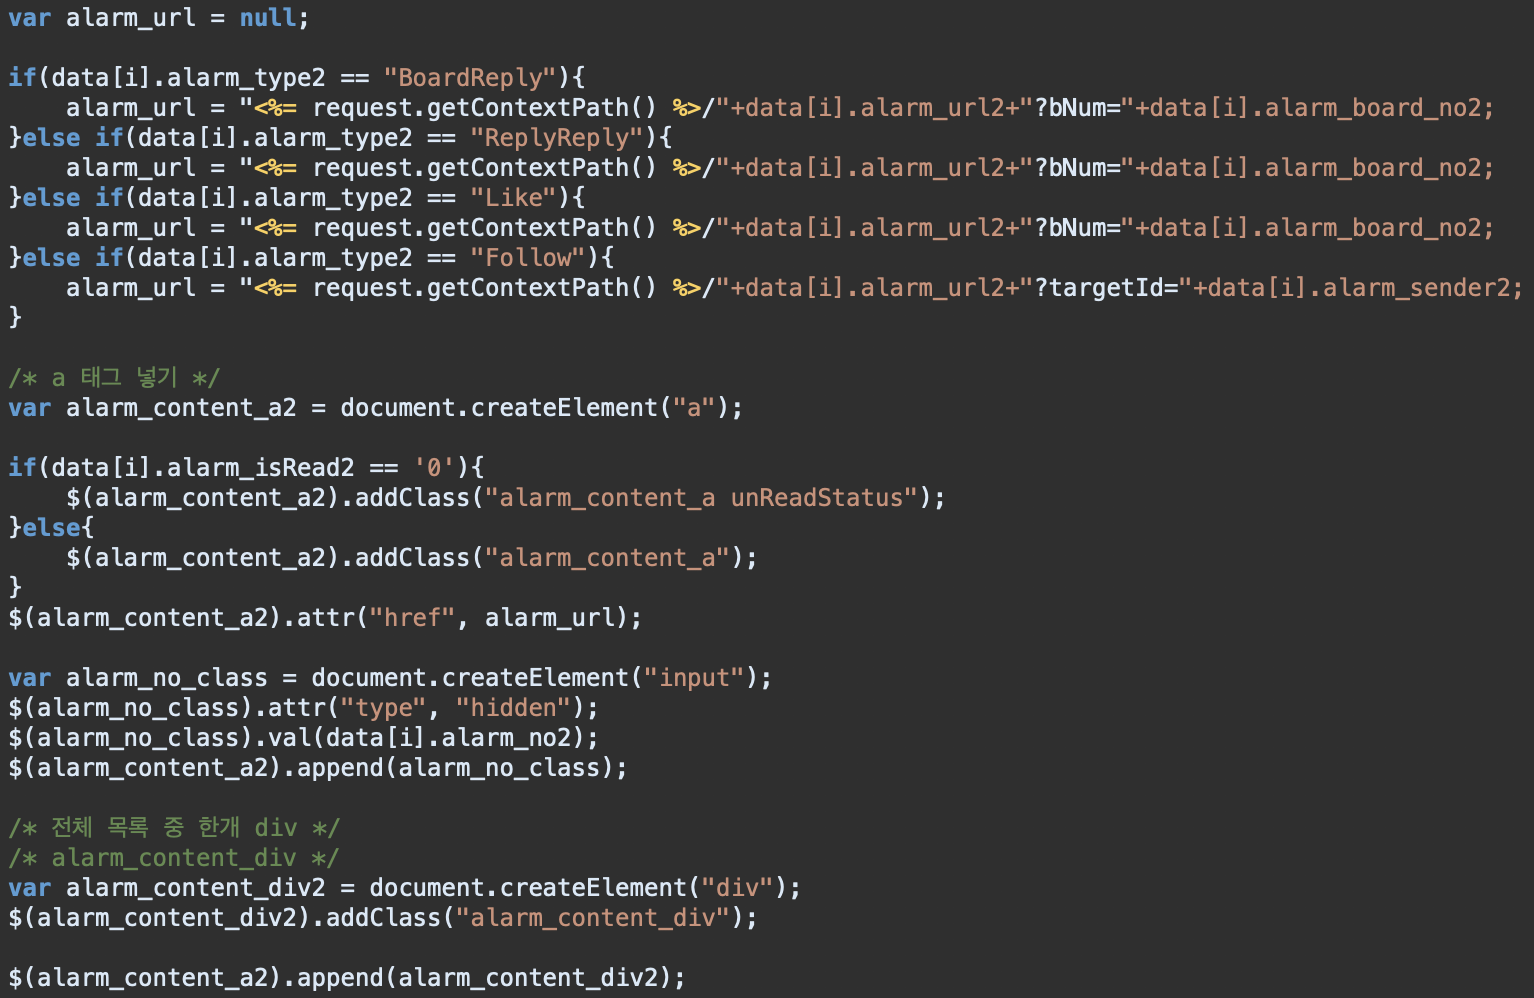 var alarm_url = null;
if(data[i].alarm_type2 == "BoardReply"){
alarm_url = "<%= request.getContextPath() %>/"+data[i].alarm_url2+"?bNum="+data[i].alarm_board_no2;
}else if(data[i].alarm_type2 == "ReplyReply"){
alarm_url = "<%= request.getContextPath() %>/"+data[i].alarm_url2+"?bNum="+data[i].alarm_board_no2;
}else if(data[i].alarm_type2 == "Like"){
alarm_url = "<%= request.getContextPath() %>/"+data[i].alarm_url2+"?bNum="+data[i].alarm_board_no2;
}else if(data[i].alarm_type2 == "Follow"){
alarm_url = "<%= request.getContextPath() %>/"+data[i].alarm_url2+"?targetId="+data[i].alarm_sender2;
}
/* a 태그 넣기 */
var alarm_content_a2 = document.createElement("a");
if(data[i].alarm_isRead2 == '0'){
$(alarm_content_a2).addClass("alarm_content_a unReadStatus");
}else{
$(alarm_content_a2).addClass("alarm_content_a");
}
$(alarm_content_a2).attr("href", alarm_url);
var alarm_no_class = document.createElement("input");
$(alarm_no_class).attr("type", "hidden");
$(alarm_no_class).val(data[i].alarm_no2);
$(alarm_content_a2).append(alarm_no_class);
/* 전체 목록 중 한개 div */
/* alarm_content_div */
var alarm_content_div2 = document.createElement("div");
$(alarm_content_div2).addClass("alarm_content_div");
$(alarm_content_a2).append(alarm_content_div2);